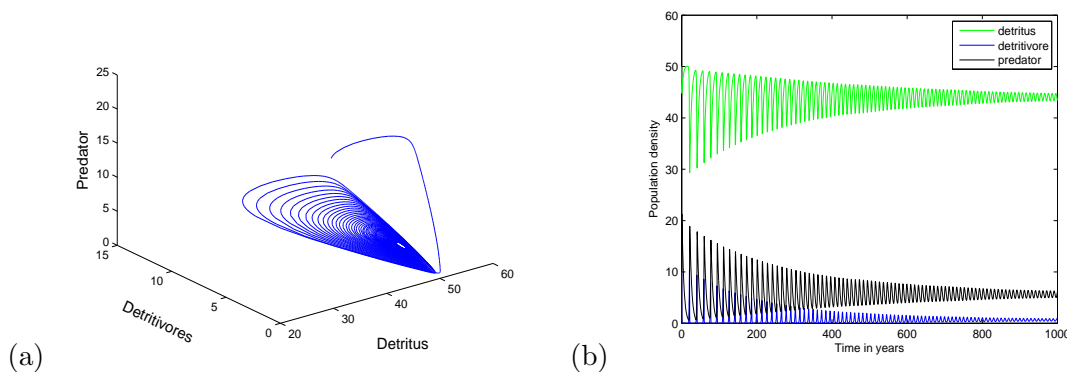 25
20
15
10
5
0
Predator
15
10
5
0
Detritivores
20
30
40
50
60
Detritus
(a)
60
50
40
30
20
10
0
Population density
0
200
400
600
800
1000
Time in years
detritus
detritivore
predator
(b)